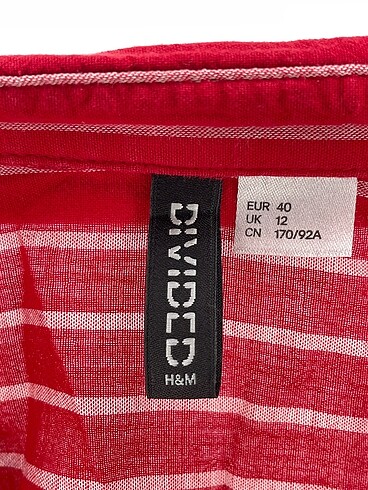 DIVIDED
H&M
EUR 40
UK 12
CN 170/92A